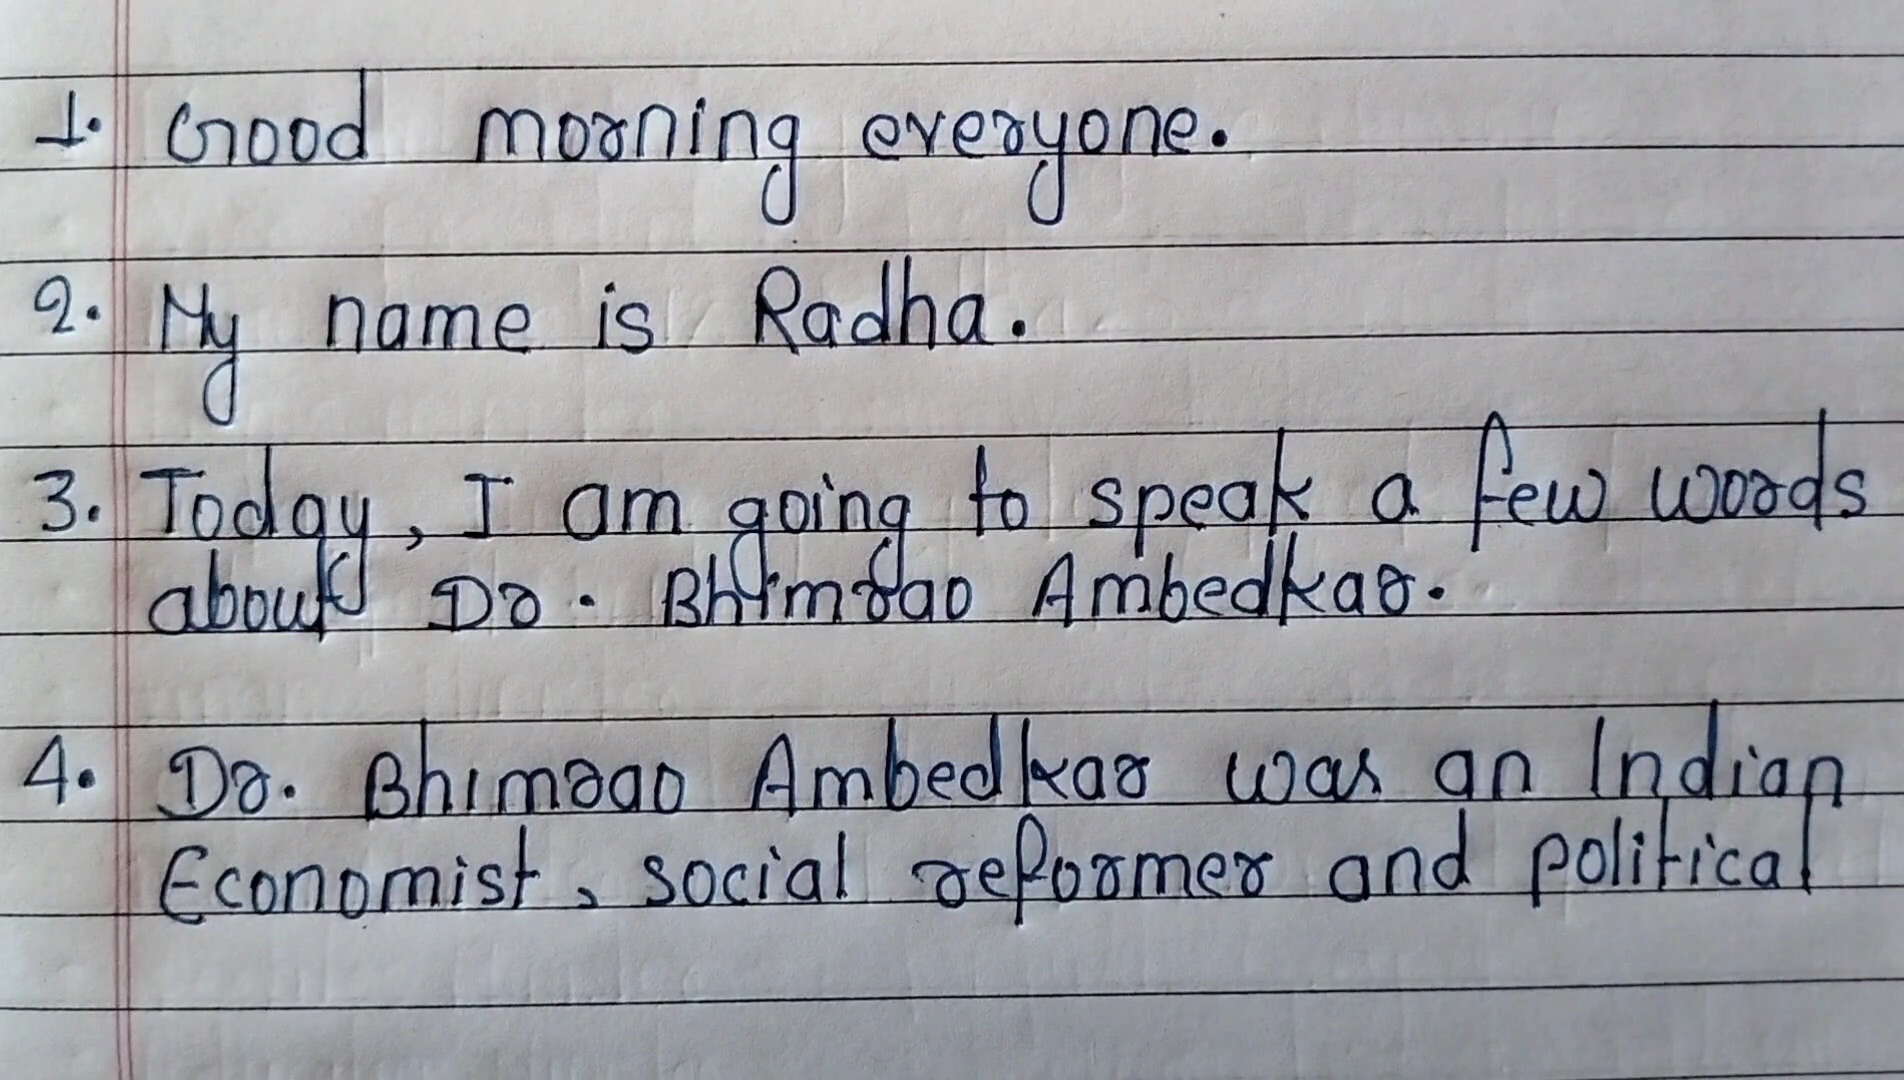 1. Good morning everyone.
2. My name is Radha.
3. Today, I am going to speak a few words
about Dr. Bhimrao Ambedkar.
4. Dr. Bhimrao Ambedkar was an Indian
Economist, social reformer and political